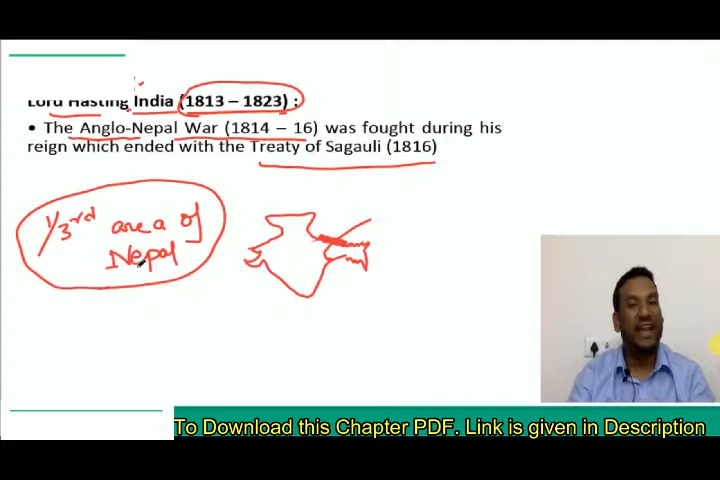 Lord Hasting India (1813 – 1823) :
• The Anglo-Nepal War (1814 – 16) was fought during his
reign which ended with the Treaty of Sagauli (1816)
1/3rd area of
Nepal
To Download this Chapter PDF. Link is given in Description